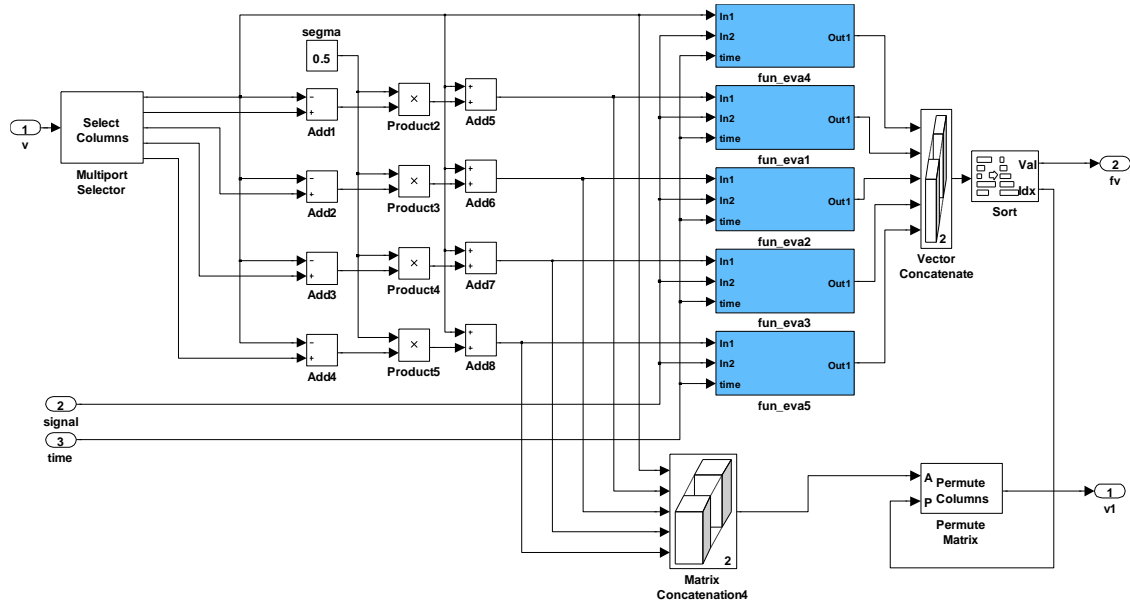 In1
In2
time
Out1
fun_eva4
segma
0.5
Select
Columns
Multiport
Selector
1
v
−
+
Add1
×
Product2
+
+
Add5
In1
In2
time
Out1
fun_eva1
−
+
Add2
×
Product3
+
+
Add6
In1
In2
time
Out1
fun_eva2
2
Vector
Concatenate
Val
Idx
Sort
2
fv
−
+
Add3
×
Product4
+
+
Add7
In1
In2
time
Out1
fun_eva3
−
+
Add4
×
Product5
+
+
Add8
In1
In2
time
Out1
fun_eva5
2
signal
3
time
2
Matrix
Concatenation4
A
P
Permute
Columns
Permute
Matrix
1
v1